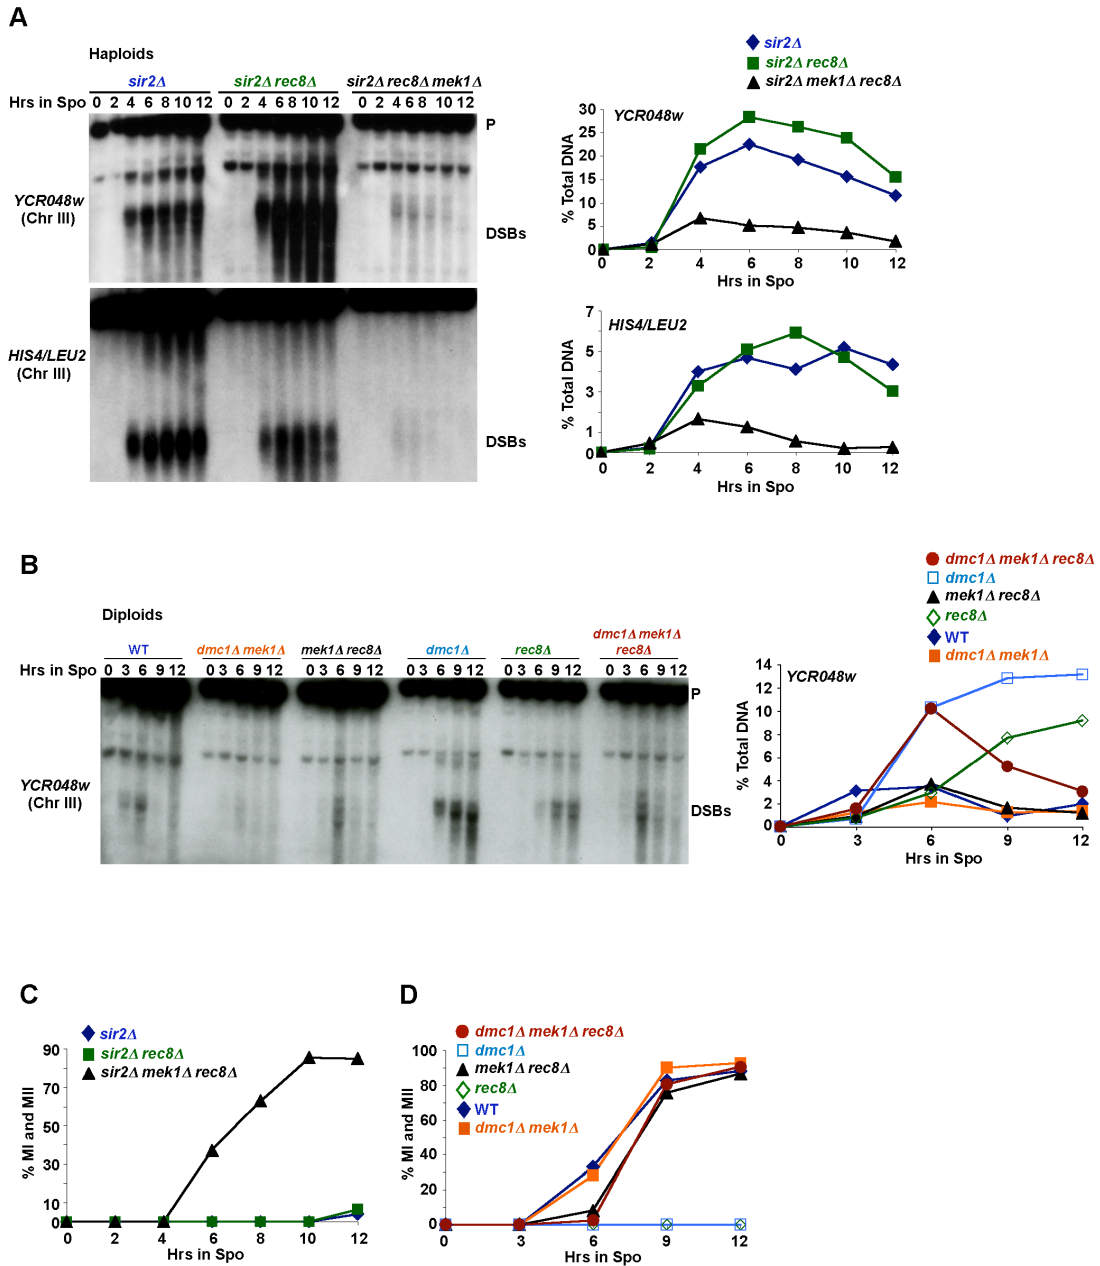 A
Haploids
sir2Δ sir2Δ rec8Δ sir2Δ rec8Δ mek1Δ
Hrs in Spo 0 2 4 6 8 10 12 0 2 4 6 8 10 12 0 2 4 6 8 10 12
P
YCR048w
(Chr III)
DSBs
HIS4/LEU2
(Chr III)
DSBs
sir2Δ
sir2Δ rec8Δ
sir2Δ mek1Δ rec8Δ
YCR048w
% Total DNA
30
25
20
15
10
5
0
0 2 4 6 8 10 12
Hrs in Spo
HIS4/LEU2
% Total DNA
7
5
3
1
0
0 2 4 6 8 10 12
Hrs in Spo
B
Diploids
WT dmc1Δ mek1Δ mek1Δ rec8Δ dmc1Δ rec8Δ dmc1Δ mek1Δ
rec8Δ
Hrs in Spo 0 3 6 9 12 0 3 6 9 12 0 3 6 9 12 0 3 6 9 12 0 3 6 9 12 0 3 6 9 12
P
YCR048w
(Chr III)
DSBs
dmc1Δ mek1Δ rec8Δ
dmc1Δ
mek1Δ rec8Δ
rec8Δ
WT
dmc1Δ mek1Δ
YCR048w
% Total DNA
14
12
10
8
6
4
2
0
0 3 6 9 12
Hrs in Spo
C
sir2Δ
sir2Δ rec8Δ
sir2Δ mek1Δ rec8Δ
% MI and MII
90
70
50
30
10
0
0 2 4 6 8 10 12
Hrs in Spo
D
dmc1Δ mek1Δ rec8Δ
dmc1Δ
mek1Δ rec8Δ
rec8Δ
WT
dmc1Δ mek1Δ
% MI and MII
100
80
60
40
20
0
0 3 6 9 12
Hrs in Spo